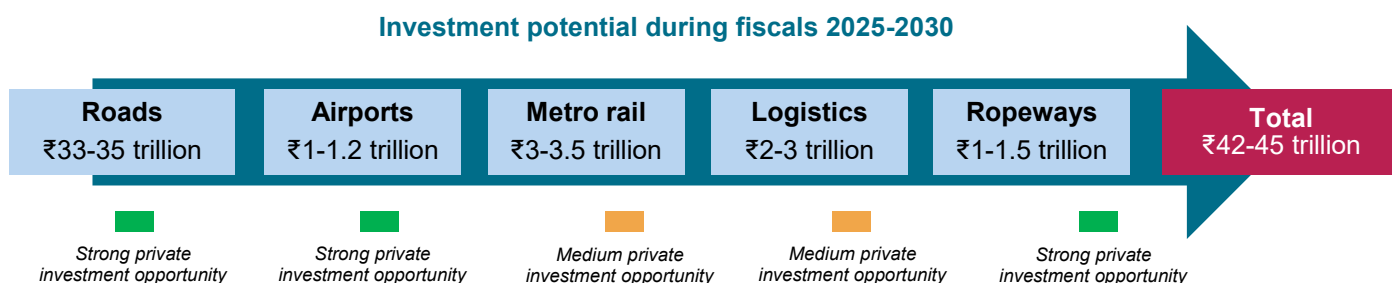 Investment potential during fiscals 2025-2030
Roads
₹33-35 trillion
Airports
₹1-1.2 trillion
Metro rail
₹3-3.5 trillion
Logistics
₹2-3 trillion
Ropeways
₹1-1.5 trillion
Total
₹42-45 trillion
Strong private
investment opportunity
Strong private
investment opportunity
Medium private
investment opportunity
Medium private
investment opportunity
Strong private
investment opportunity